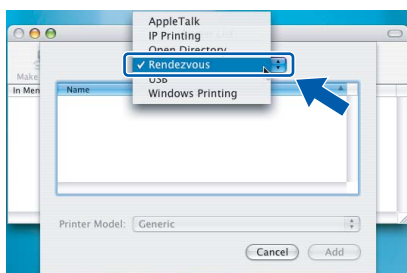 AppleTalk
IP Printing
Open Directory
✓ Rendezvous
USB
Windows Printing
Make
In Men
Name
Printer Model: Generic
Cancel Add